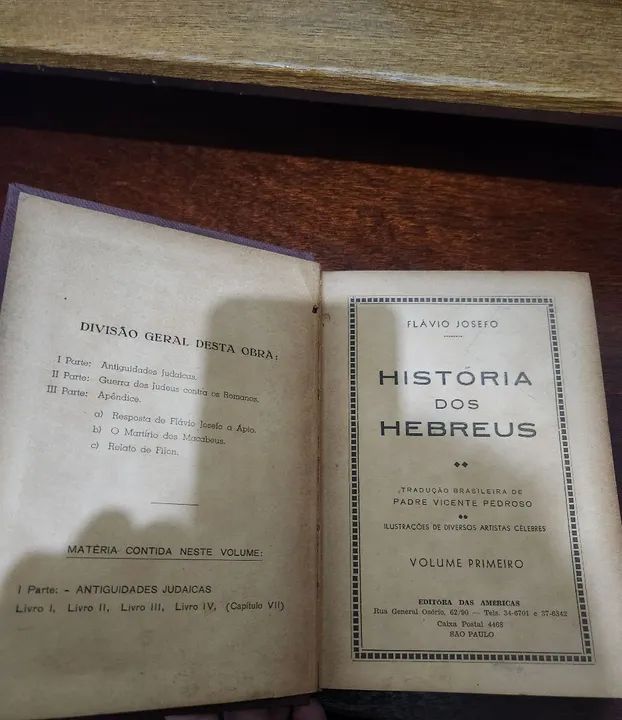 DIVISÃO GERAL DESTA OBRA:
I Parte: Antiguidades Judaicas.
II Parte: Guerra dos Judeus contra os Romanos.
III Parte: Apêndice.
a) Resposta de Flávio Josefo a Ápio.
b) O Martírio dos Macabeus.
c) Relato de Filon.
MATÉRIA CONTIDA NESTE VOLUME:
I Parte: - ANTIGUIDADES JUDAICAS
Livro I, Livro II, Livro III, Livro IV, (Capítulo VII)
FLÁVIO JOSEFO
HISTÓRIA
DOS
HEBREUS
TRADUÇÃO BRASILEIRA DE
PADRE VICENTE PEDROSO
ILUSTRAÇÕES DE DIVERSOS ARTISTAS CÉLEBRES
VOLUME PRIMEIRO
EDITORA DAS AMERICAS
Rua General Osório, 62/90 — Tels. 34-6701 e 37-6342
Caixa Postal 4468
SÃO PAULO